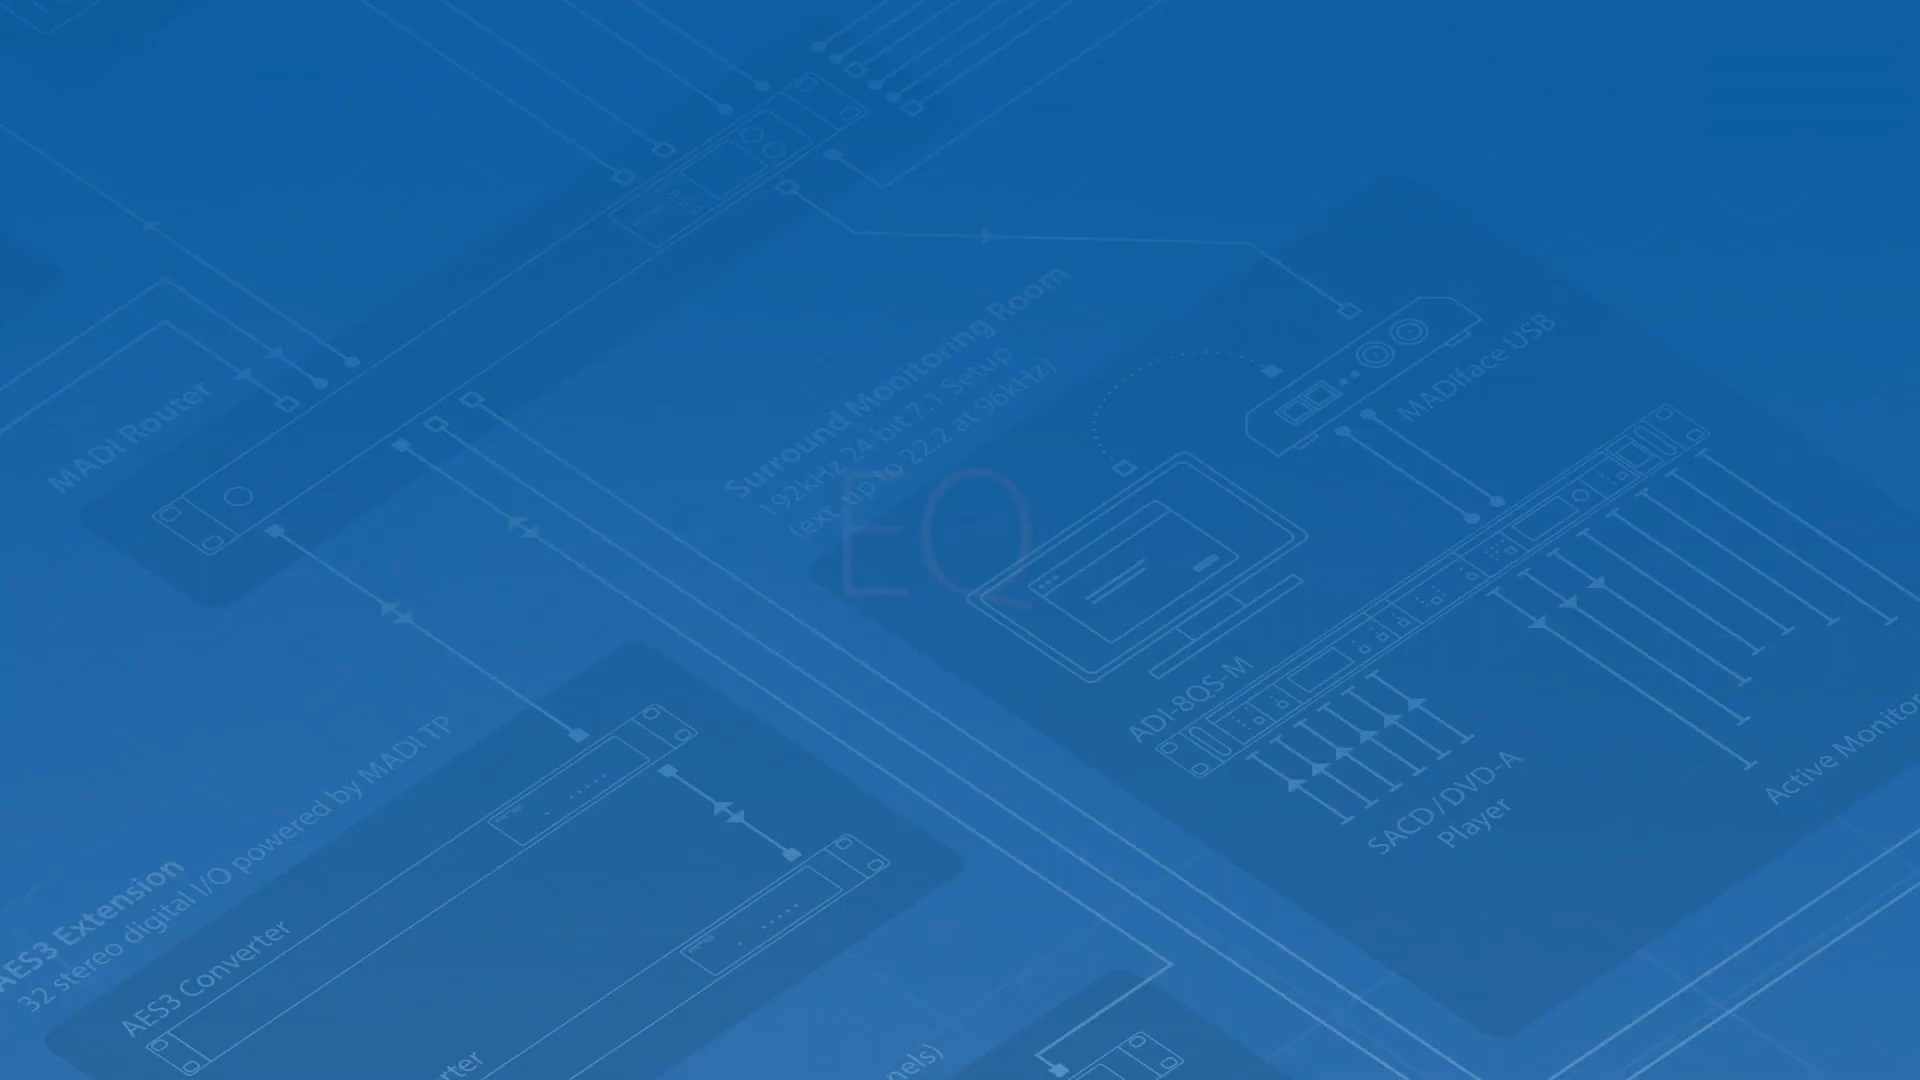 MADI Router
Surround Monitoring Room
192kHz 24 bit 7.1 Setup
(ext. up to 22.2 at 96kHz)
MADIface USB
EQ
ADI-8QS-M
SACD/DVD-A
Player
Active Monitor
AES3 Extension
32 stereo digital I/O powered by MADI TP
AES3 Converter
rter
nels)